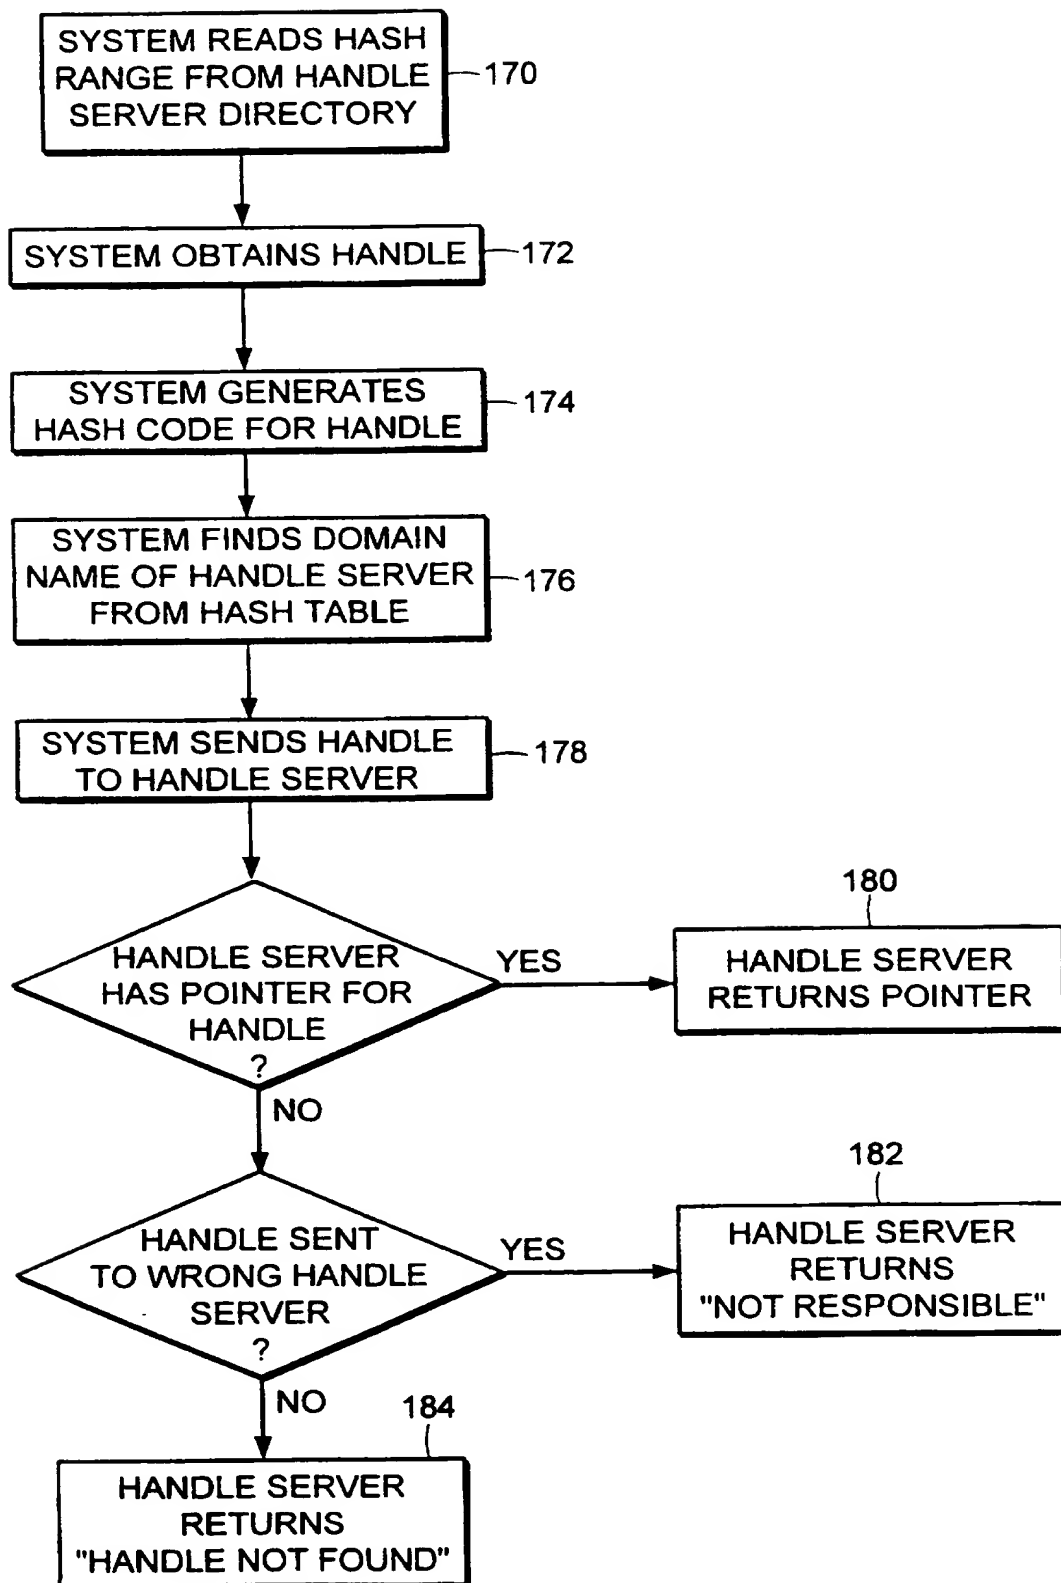 SYSTEM READS HASH
RANGE FROM HANDLE
SERVER DIRECTORY
170
SYSTEM OBTAINS HANDLE
172
SYSTEM GENERATES
HASH CODE FOR HANDLE
174
SYSTEM FINDS DOMAIN
NAME OF HANDLE SERVER
FROM HASH TABLE
176
SYSTEM SENDS HANDLE
TO HANDLE SERVER
178
HANDLE SERVER
HAS POINTER FOR
HANDLE
?
YES
180
HANDLE SERVER
RETURNS POINTER
NO
HANDLE SENT
TO WRONG HANDLE
SERVER
?
YES
182
HANDLE SERVER
RETURNS
"NOT RESPONSIBLE"
NO
184
HANDLE SERVER
RETURNS
"HANDLE NOT FOUND"